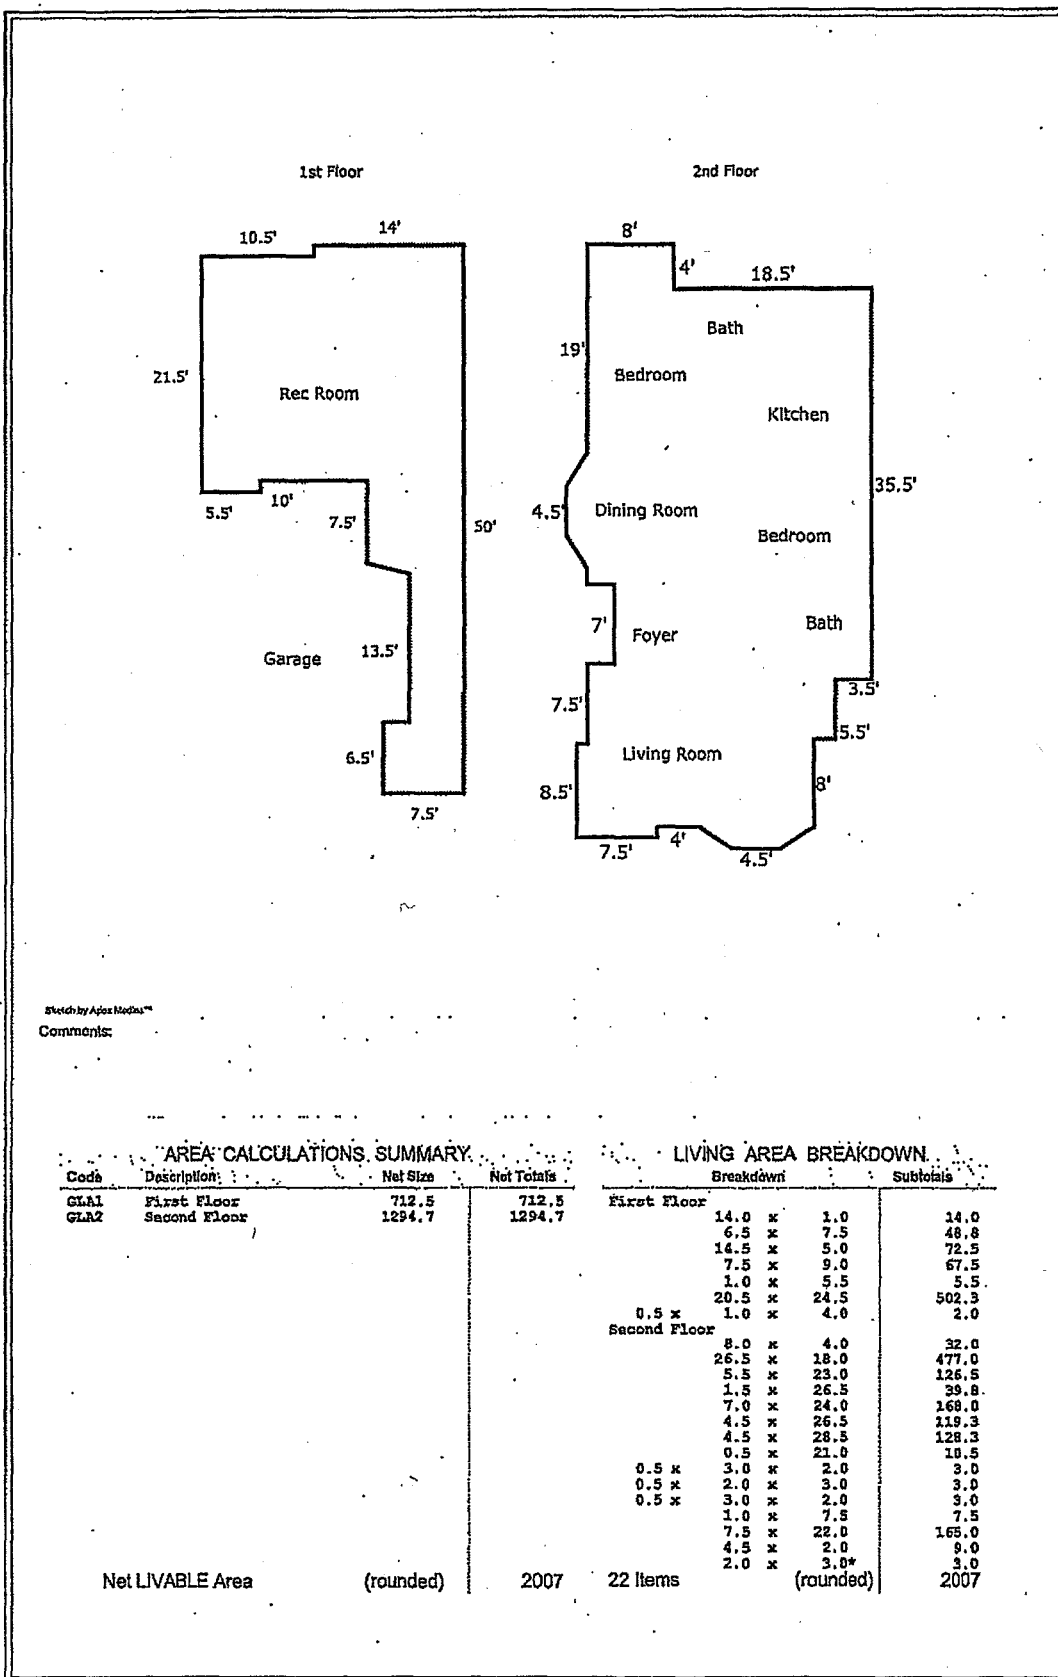 1st Floor
2nd Floor
10.5'
14'
21.5'
Rec Room
5.5'
10'
7.5'
50'
Garage
13.5'
6.5'
7.5'
8'
4'
18.5'
Bath
19'
Bedroom
Kitchen
35.5'
4.5'
Dining Room
Bedroom
7'
Foyer
Bath
3.5'
7.5'
5.5'
Living Room
8'
8.5'
7.5'
4'
4.5'
Sketch by Apex
Comments:
AREA CALCULATIONS SUMMARY
Code Description Net Size Net Totals
GLA1 First Floor 712.5 712.5
GLA2 Second Floor 1294.7 1294.7
Net LIVABLE Area (rounded) 2007
LIVING AREA BREAKDOWN
Breakdown Subtotals
First Floor
14.0 x 1.0 14.0
6.5 x 7.5 48.8
14.5 x 5.0 72.5
7.5 x 9.0 67.5
1.0 x 5.5 5.5
20.5 x 24.5 502.3
0.5 x 1.0 x 4.0 2.0
Second Floor
8.0 x 4.0 32.0
26.5 x 18.0 477.0
5.5 x 23.0 126.5
1.5 x 26.5 39.8
7.0 x 24.0 168.0
4.5 x 26.5 119.3
4.5 x 28.5 128.3
0.5 x 21.0 10.5
0.5 x 3.0 x 2.0 3.0
0.5 x 2.0 x 3.0 3.0
0.5 x 3.0 x 2.0 3.0
1.0 x 7.5 7.5
7.5 x 22.0 165.0
4.5 x 2.0 9.0
2.0 x 3.0* 3.0
22 Items (rounded) 2007